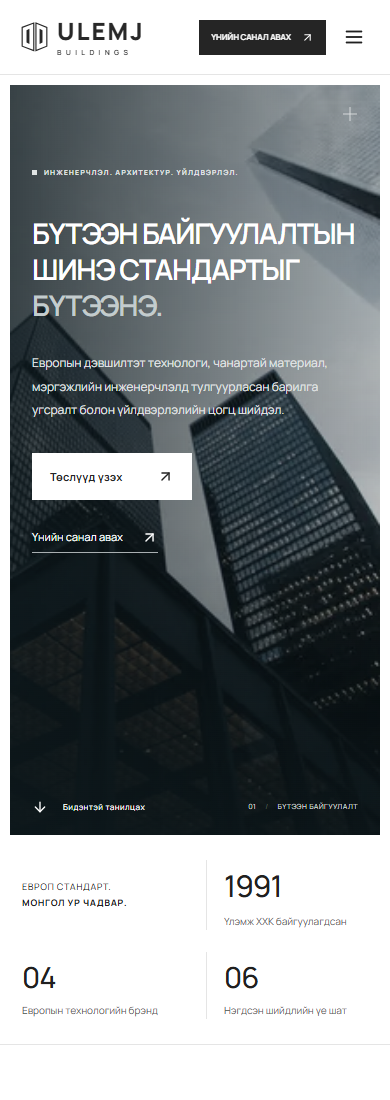 ULEMJ
BUILDINGS
ҮНИЙН САНАЛ АВАХ
ИНЖЕНЕРЧЛЭЛ. АРХИТЕКТУР. ҮЙЛДВЭРЛЭЛ.
БҮТЭЭН БАЙГУУЛАЛТЫН
ШИНЭ СТАНДАРТЫГ
БҮТЭЭНЭ.
Европын дэвшилтэт технологи, чанартай материал,
мэргэжлийн инженерчлэлд тулгуурласан барилга
угсралт болон үйлдвэрлэлийн цогц шийдэл.
Төслүүд үзэх
Үнийн санал авах
Бидэнтэй танилцах
01 / БҮТЭЭН БАЙГУУЛАЛТ
ЕВРОП СТАНДАРТ.
МОНГОЛ УР ЧАДВАР.
1991
Үлэмж ХХК байгуулагдсан
04
Европын технологийн брэнд
06
Нэгдсэн шийдлийн үе шат